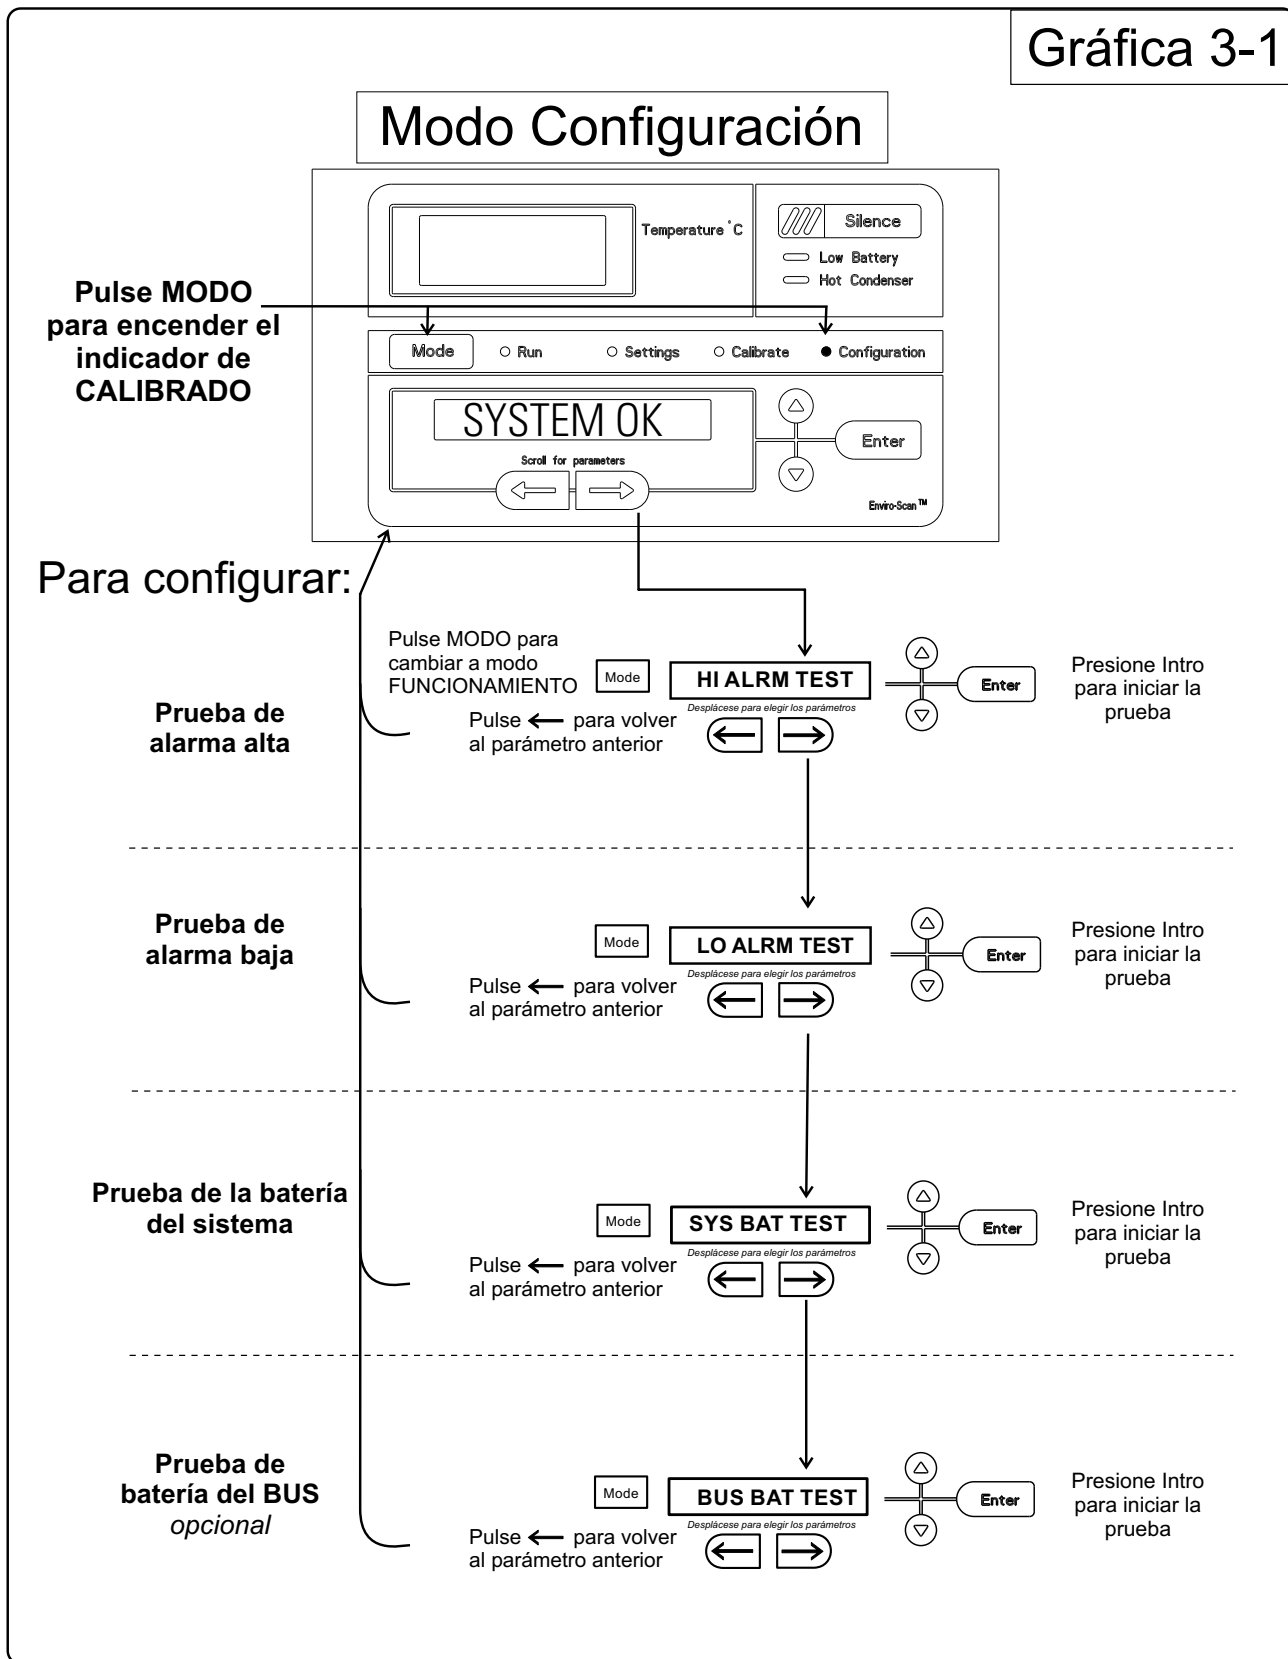 Gráfica 3-1
Modo Configuración
Temperature °C
Silence
Low Battery
Hot Condenser
Pulse MODO
para encender el
indicador de
CALIBRADO
Mode
Run
Settings
Calibrate
Configuration
SYSTEM OK
Scroll for parameters
Enter
Enviro-Scan™
Para configurar:
Prueba de
alarma alta
Pulse MODO para
cambiar a modo
FUNCIONAMIENTO
Mode
HI ALRM TEST
Desplácese para elegir los parámetros
Pulse ← para volver
al parámetro anterior
Enter
Presione Intro
para iniciar la
prueba
Prueba de
alarma baja
Mode
LO ALRM TEST
Desplácese para elegir los parámetros
Pulse ← para volver
al parámetro anterior
Enter
Presione Intro
para iniciar la
prueba
Prueba de la batería
del sistema
Mode
SYS BAT TEST
Desplácese para elegir los parámetros
Pulse ← para volver
al parámetro anterior
Enter
Presione Intro
para iniciar la
prueba
Prueba de
batería del BUS
opcional
Mode
BUS BAT TEST
Desplácese para elegir los parámetros
Pulse ← para volver
al parámetro anterior
Enter
Presione Intro
para iniciar la
prueba